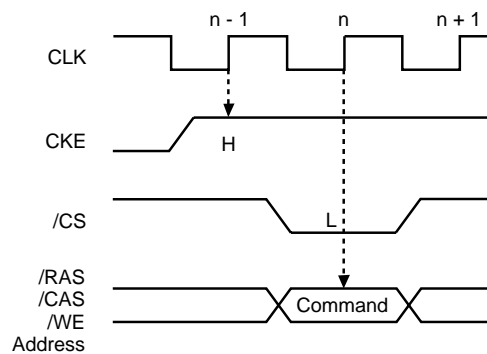 n - 1 n n + 1
CLK
CKE
H
/CS
L
/RAS
/CAS
Command
/WE
Address